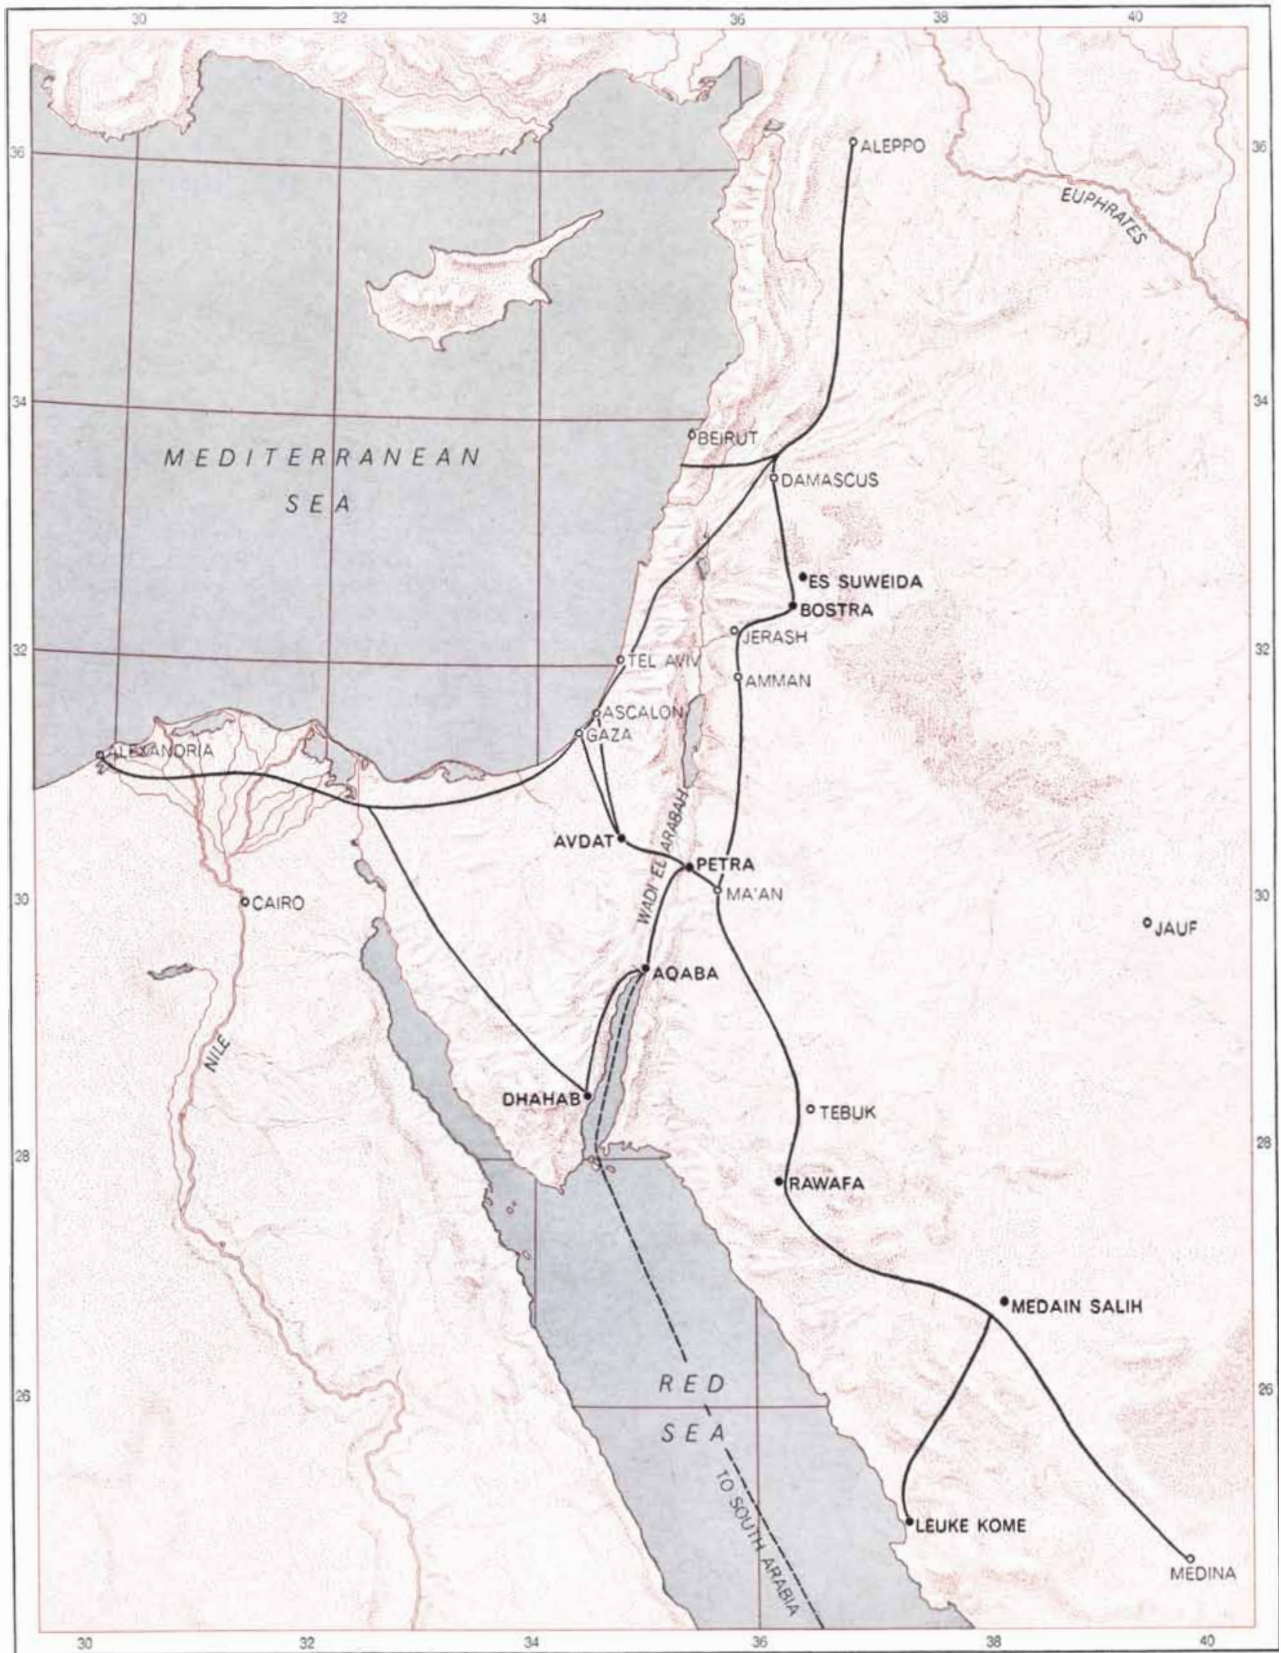 30 32 34 36 38 40
36 ALEPPO 36
EUPHRATES
34 34
BEIRUT
MEDITERRANEAN
SEA
DAMASCUS
ES SUWEIDA
BOSTRA
JERASH
32 TEL AVIV 32
AMMAN
ASCALON
GAZA
ALEXANDRIA
WADI EL ARABAH
AVDAT
PETRA
MA'AN
30 CAIRO 30
JAUF
AQABA
NILE
DHAHAB
TEBUK
28 28
RAWAFA
MEDAIN SALIH
RED
SEA
26 26
TO SOUTH ARABIA
LEUKE KOME
MEDINA
30 32 34 36 38 40